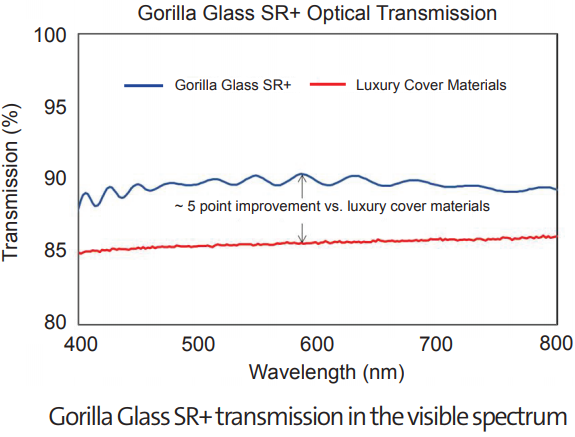 Gorilla Glass SR+ Optical Transmission
100
Gorilla Glass SR+
Luxury Cover Materials
95
Transmission (%)
90
~ 5 point improvement vs. luxury cover materials
85
80
400 500 600 700 800
Wavelength (nm)
Gorilla Glass SR+ transmission in the visible spectrum